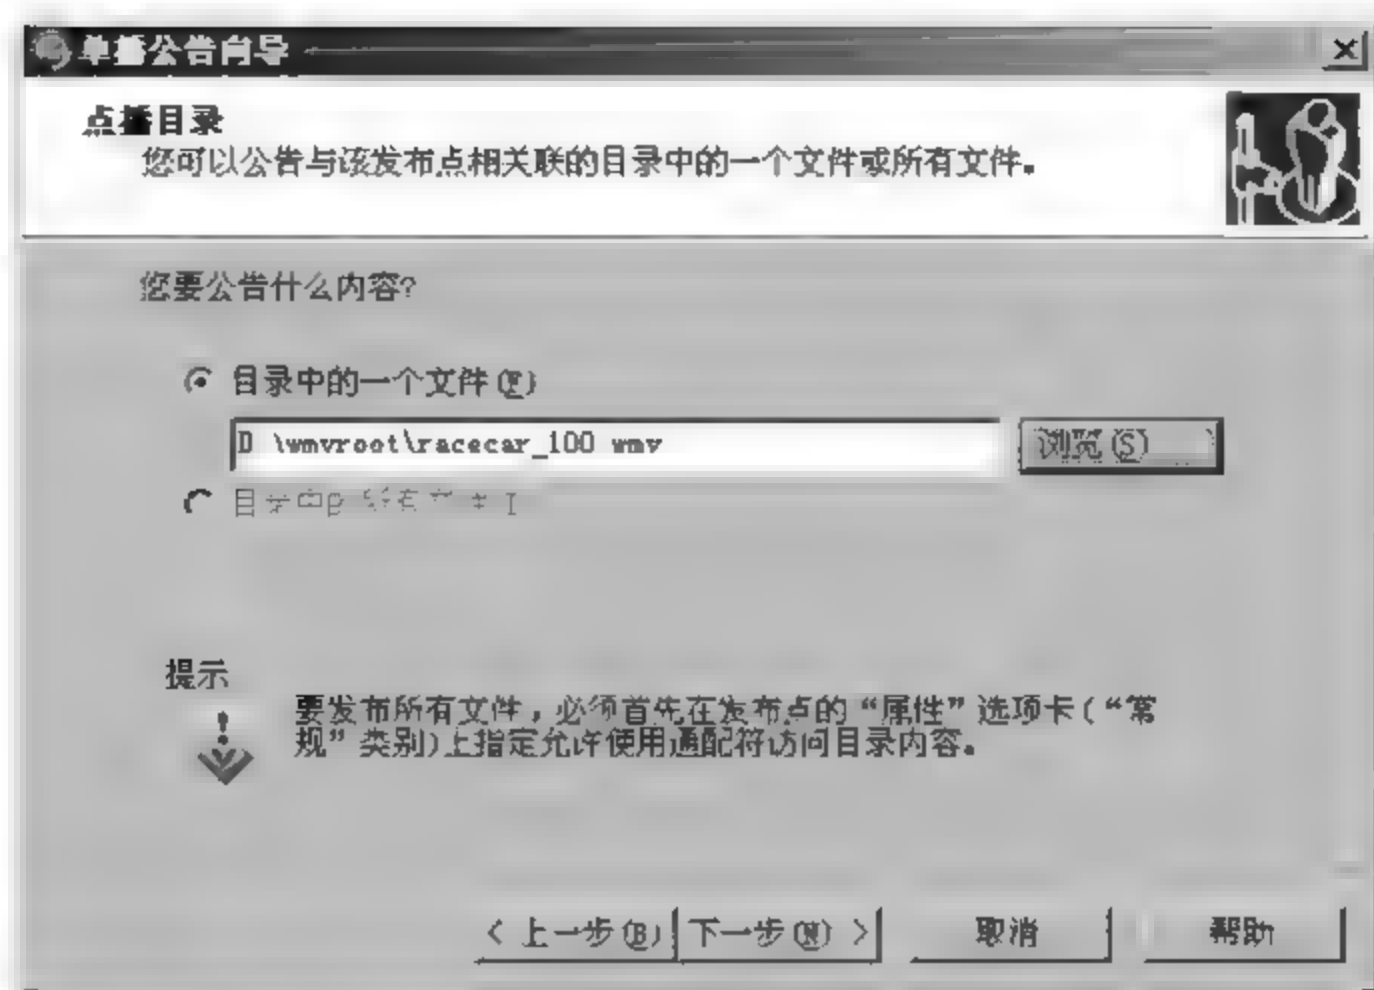 单播公告向导
点播目录
您可以公告与该发布点相关联的目录中的一个文件或所有文件。
您要公告什么内容?
目录中的一个文件(F)
D \wmvroot\racecar_100 wmv
浏览(S)
提示
要发布所有文件，必须首先在发布点的“属性”选项卡(“常
规”类别)上指定允许使用通配符访问目录内容。
< 上一步(B)
下一步(N) >
取消
帮助